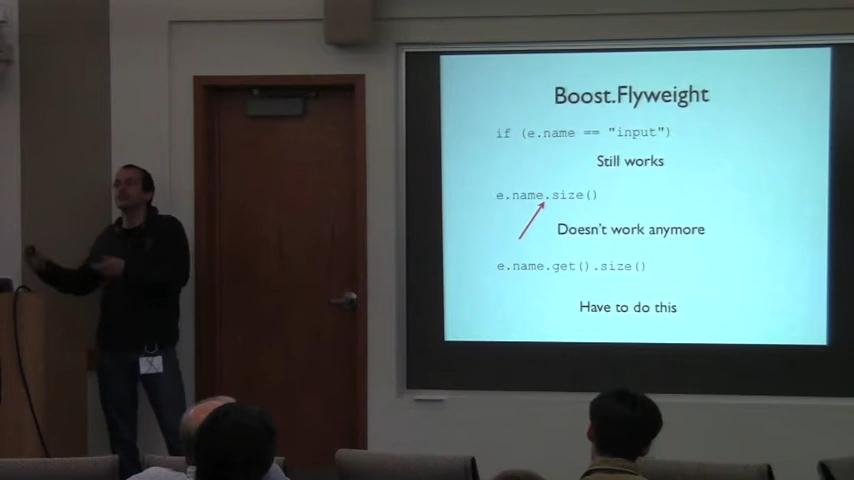 Boost.Flyweight
if (e.name == "input")
Still works
e.name.size()
Doesn't work anymore
e.name.get().size()
Have to do this